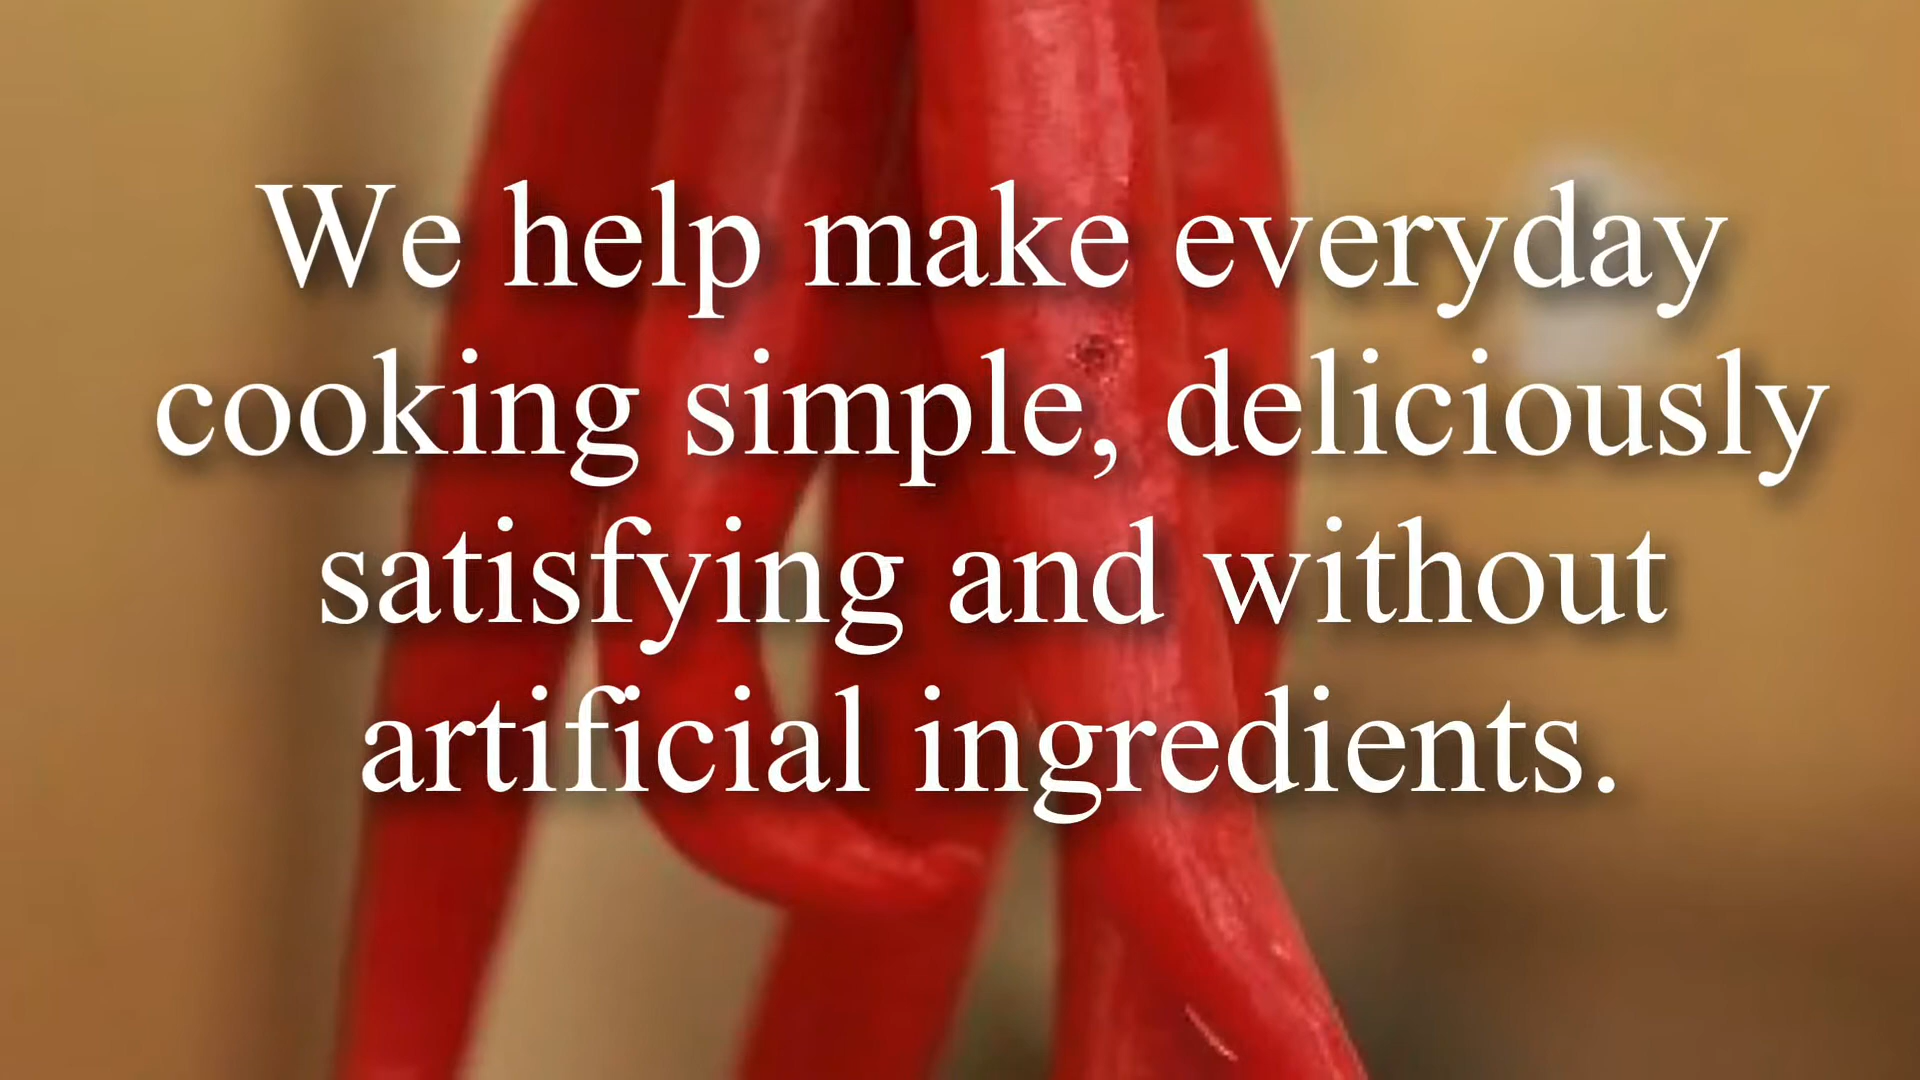 We help make everyday
cooking simple, deliciously
satisfying and without
artificial ingredients.